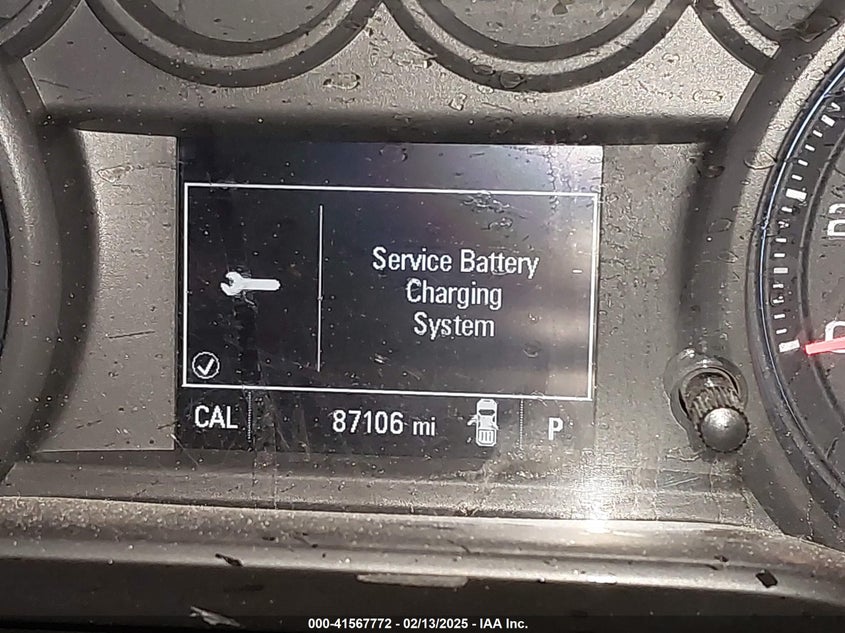 Service Battery
Charging
System
CAL
87106 mi
P
000-41567772 - 02/13/2025 - IAA Inc.